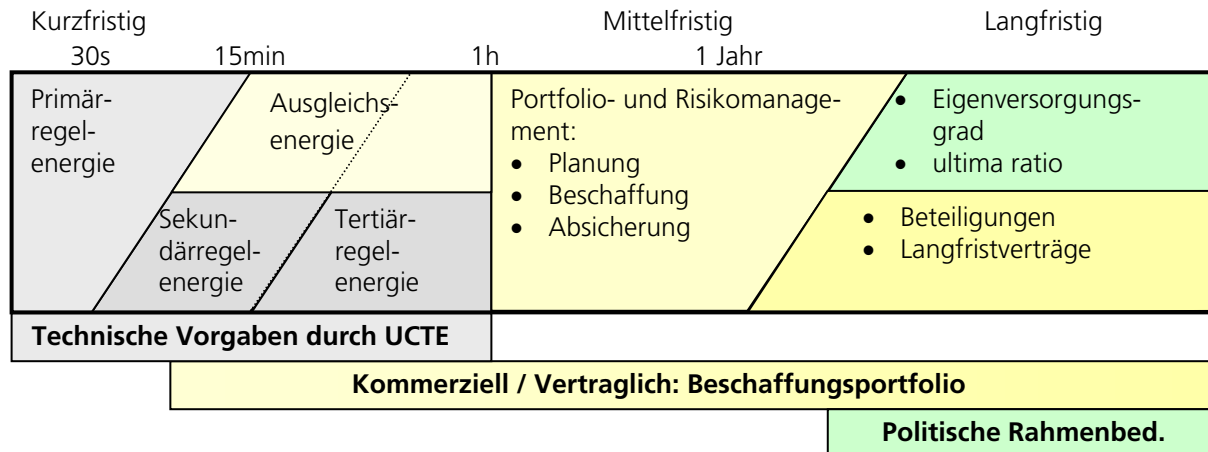 Kurzfristig Mittelfristig Langfristig
30s 15min 1h 1 Jahr
Primär-
regel-
energie
Ausgleichs-
energie
Sekun-
därregel-
energie
Tertiär-
regel-
energie
Portfolio- und Risikomanage-
ment:
• Planung
• Beschaffung
• Absicherung
• Eigenversorgungs-
grad
• ultima ratio
• Beteiligungen
• Langfristverträge
Technische Vorgaben durch UCTE
Kommerziell / Vertraglich: Beschaffungsportfolio
Politische Rahmenbed.